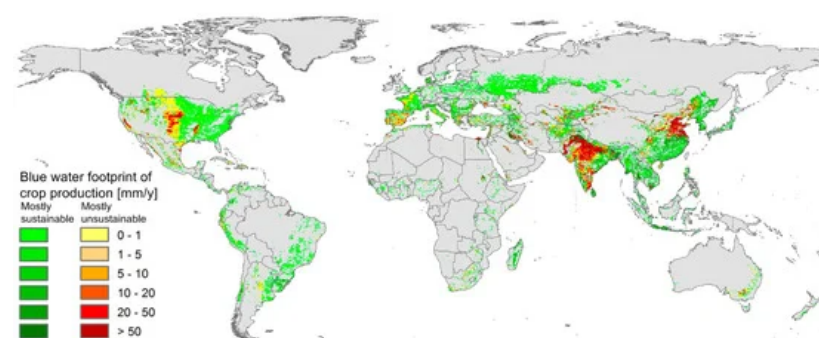 Blue water footprint of
crop production [mm/y]
Mostly Mostly
sustainable unsustainable
0 - 1
1 - 5
5 - 10
10 - 20
20 - 50
> 50